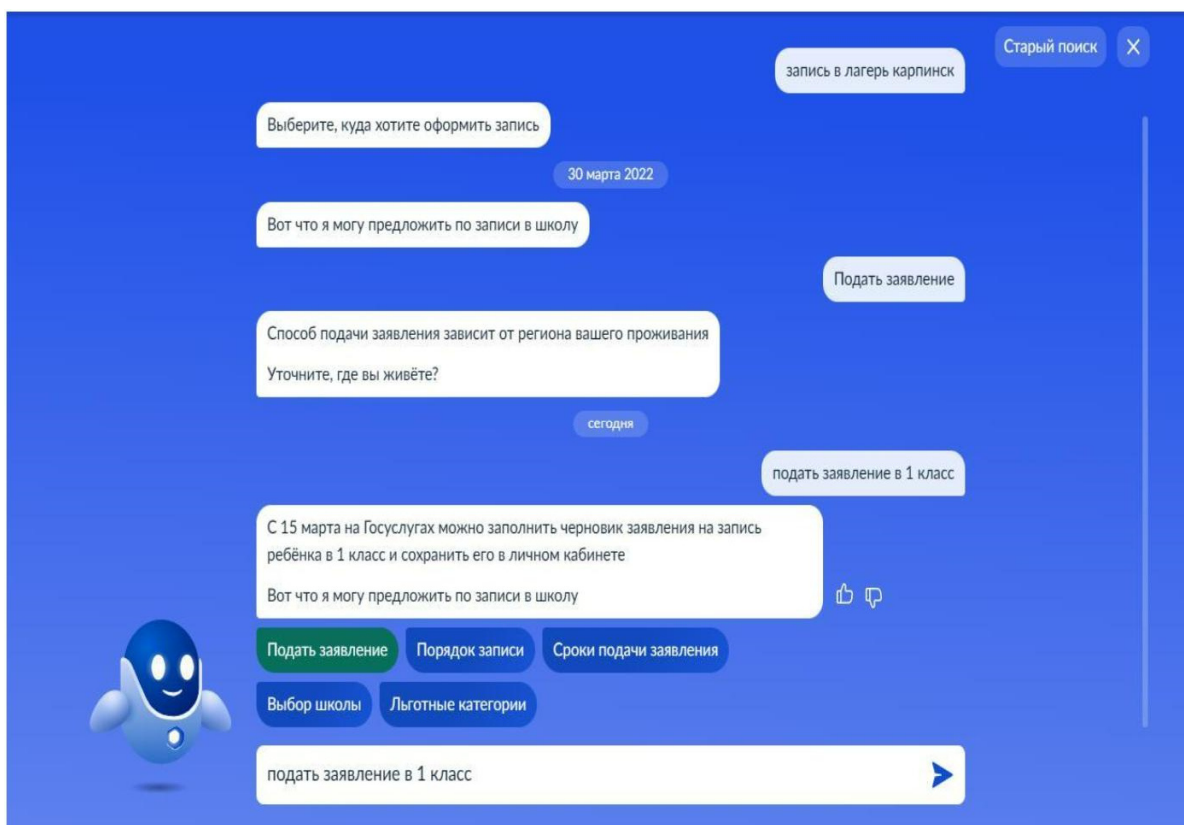 Старый поиск
запись в лагерь карпинск
Выберите, куда хотите оформить запись
30 марта 2022
Вот что я могу предложить по записи в школу
Подать заявление
Способ подачи заявления зависит от региона вашего проживания
Уточните, где вы живёте?
сегодня
подать заявление в 1 класс
С 15 марта на Госуслугах можно заполнить черновик заявления на запись
ребёнка в 1 класс и сохранить его в личном кабинете
Вот что я могу предложить по записи в школу
Подать заявление
Порядок записи
Сроки подачи заявления
Выбор школы
Льготные категории
подать заявление в 1 класс